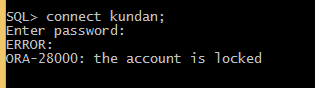 SQL> connect kundan;
Enter password:
ERROR:
ORA-28000: the account is locked